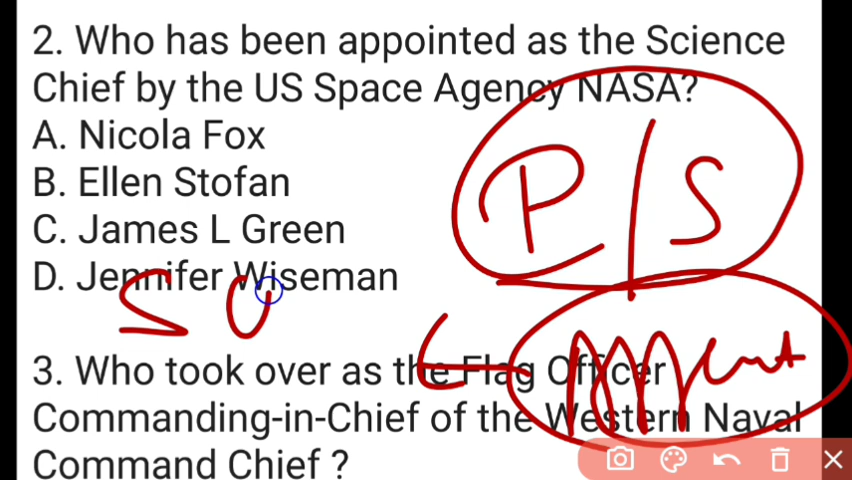 2. Who has been appointed as the Science
Chief by the US Space Agency NASA?
A. Nicola Fox
B. Ellen Stofan
C. James L Green
D. Jennifer Wiseman
P/S
so
3. Who took over as the Flag Officer
Commanding-in-Chief of the Western Naval
Command Chief ?